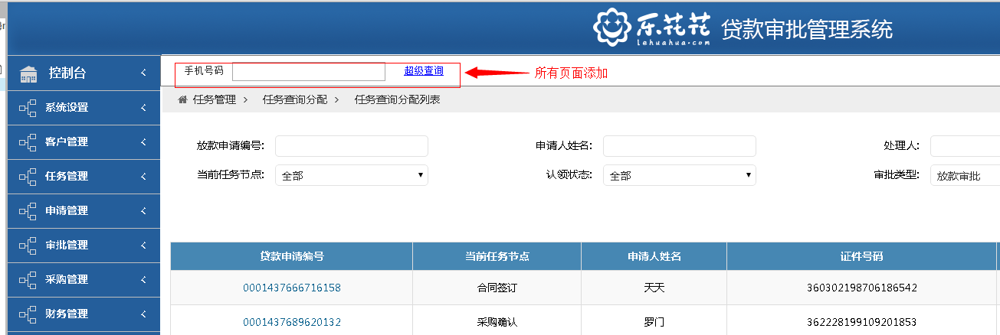 乐花花 贷款审批管理系统
lehuahua.com
控制台
系统设置
客户管理
任务管理
申请管理
审批管理
采购管理
财务管理
手机号码 超级查询 所有页面添加
任务管理 > 任务查询分配 > 任务查询分配列表
放款申请编号: 申请人姓名: 处理人:
当前任务节点: 全部 认领状态: 全部 审批类型: 放款审批
贷款申请编号 当前任务节点 申请人姓名 证件号码
0001437666716158 合同签订 天天 360302198706186542
0001437689620132 采购确认 罗门 362228199109201853